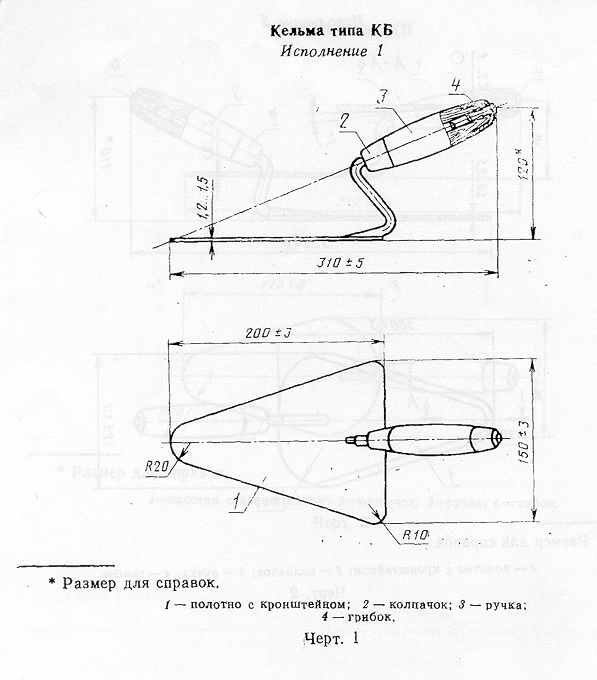 Кельма типа КБ
Исполнение 1
4
3
2
120*
1,2...1,5
310±5
200±3
150±3
R20
1
R10
* Размер для справок.
1 — полотно с кронштейном; 2 — колпачок; 3 — ручка;
4 — грибок.
Черт. 1